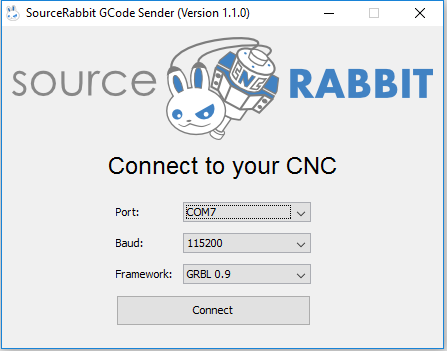 SourceRabbit GCode Sender (Version 1.1.0)
source CNC RABBIT
Connect to your CNC
Port: COM7
Baud: 115200
Framework: GRBL 0.9
Connect